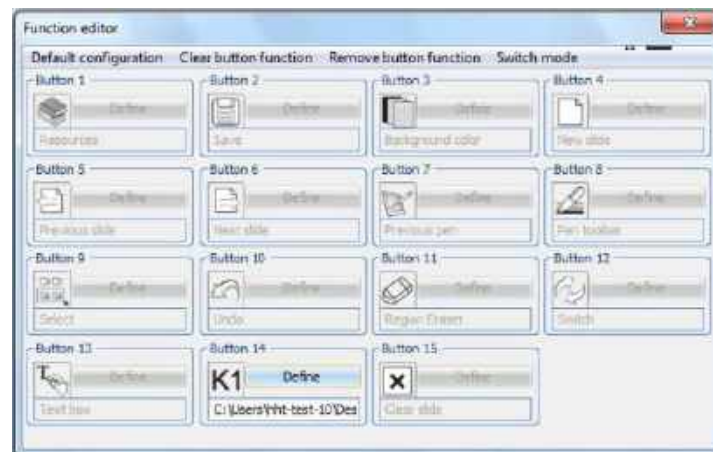 Function editor
Default configuration Clear button function Remove button function Switch mode
Button 1 Button 2 Button 3 Button 4
Define Define Define Define
Resources Save Background color New slide
Button 5 Button 6 Button 7 Button 8
Define Define Define Define
Previous slide Next slide Previous pen Pen toolbar
Button 9 Button 10 Button 11 Button 12
Define Define Define Define
Select Undo Region Eraser Switch
Button 13 Button 14 Button 15
T Define K1 Define Define
Text box C:\Users\hht-test-10\Des Clear slide